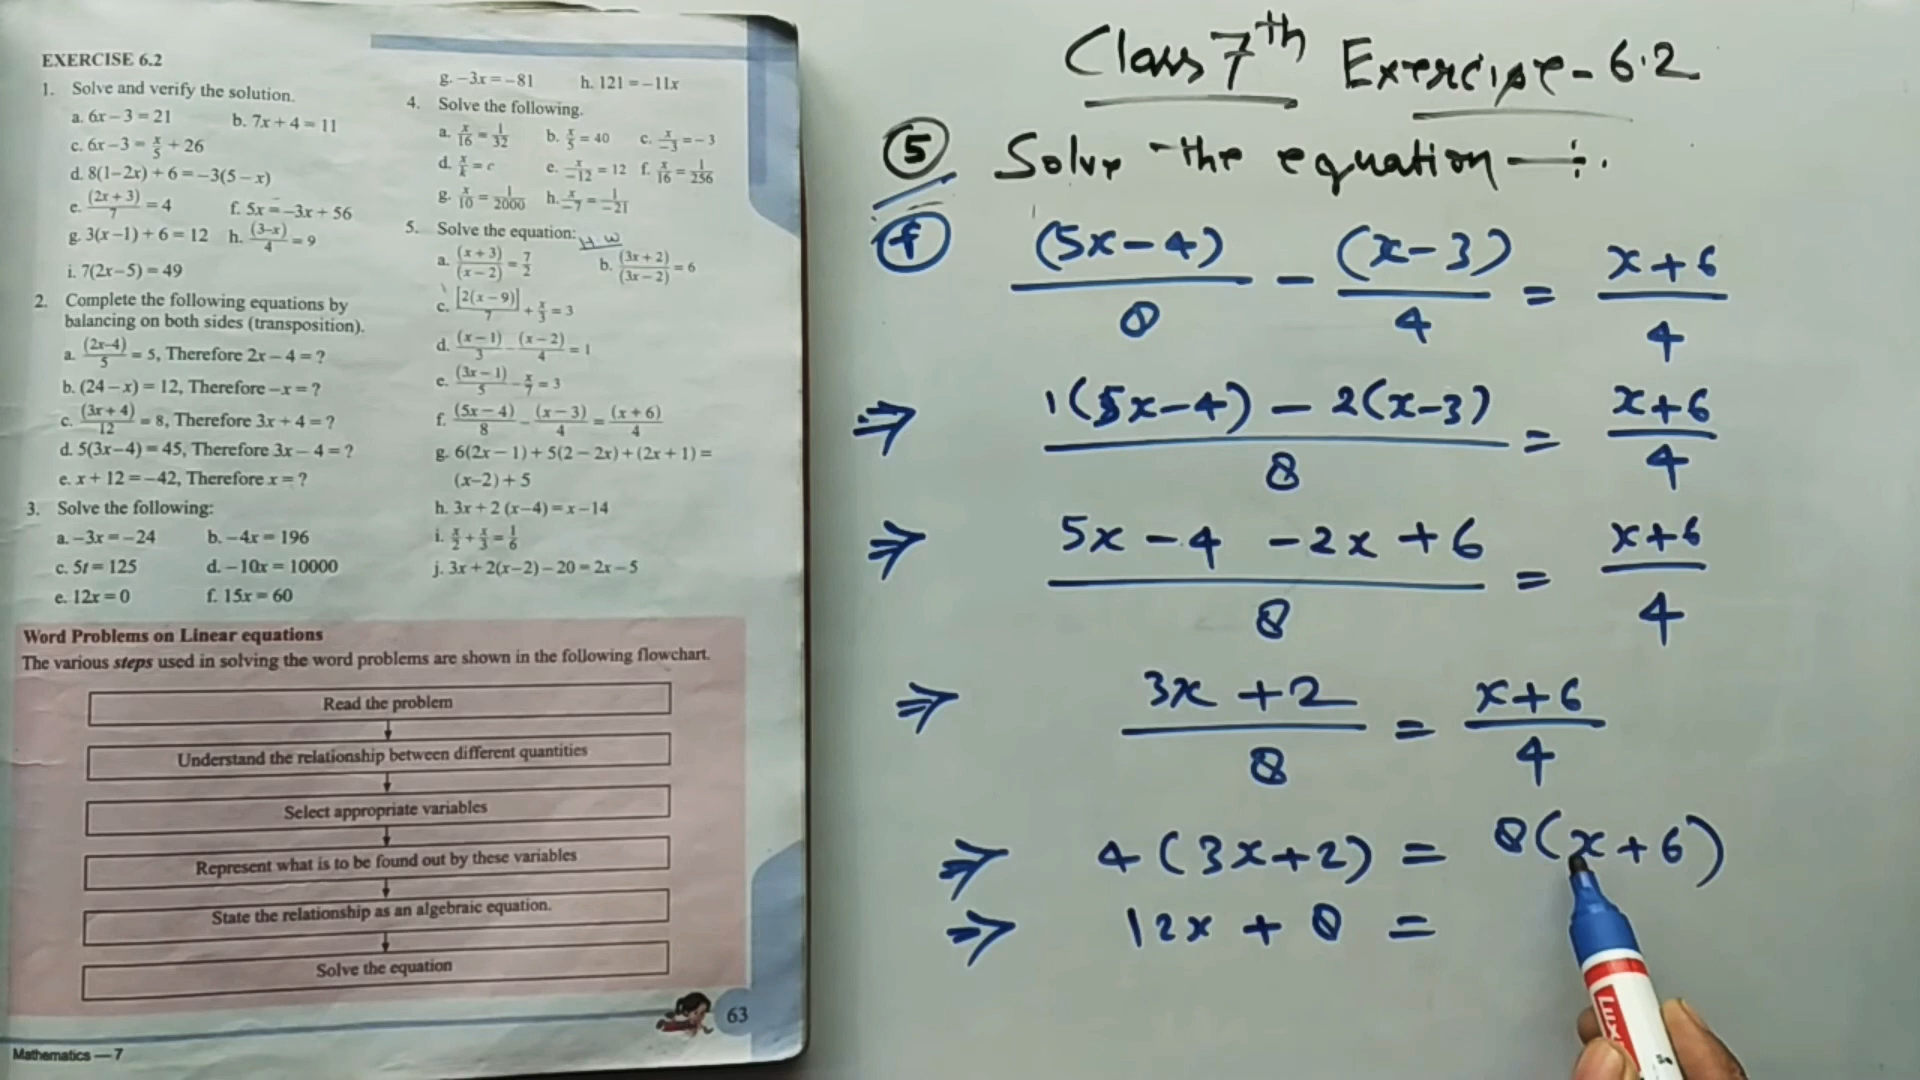 EXERCISE 6.2
1. Solve and verify the solution.
a. 6x – 3 = 21 b. 7x + 4 = 11
c. 6x – 3 = x/5 + 26
d. 8(1–2x) + 6 = –3(5 – x)
e. (2x + 3)/7 = 4 f. 5x = –3x + 56
g. 3(x –1) + 6 = 12 h. (3–x)/4 = 9
i. 7(2x – 5) = 49
2. Complete the following equations by
balancing on both sides (transposition).
a. (2x–4)/5 = 5, Therefore 2x – 4 = ?
b. (24 – x) = 12, Therefore – x = ?
c. (3x + 4)/12 = 8, Therefore 3x + 4 = ?
d. 5(3x–4) = 45, Therefore 3x – 4 = ?
e. x + 12 = –42, Therefore x = ?
3. Solve the following:
a. –3x = –24 b. –4x = 196
c. 5t = 125 d. –10x = 10000
e. 12x = 0 f. 15x = 60
g. –3x = –81 h. 121 = –11x
4. Solve the following.
a. x/16 = 1/32 b. x/5 = 40 c. x/–3 = – 3
d. x/k = c e. x/–12 = 12 f. x/16 = 1/256
g. x/10 = 1/2000 h. x/–7 = 1/–21
5. Solve the equation: H W
a. (x + 3)/(x – 2) = 7/2 b. (3x + 2)/(3x – 2) = 6
c. [2(x – 9)]/7 + x/3 = 3
d. (x – 1)/3 – (x – 2)/4 = 1
e. (3x – 1)/5 – x/7 = 3
f. (5x – 4)/8 – (x – 3)/4 = (x + 6)/4
g. 6(2x – 1) + 5(2 – 2x) + (2x + 1) =
(x–2) + 5
h. 3x + 2 (x–4) = x –14
i. x/2 + x/3 = 1/6
j. 3x + 2(x–2) – 20 = 2x – 5
Word Problems on Linear equations
The various steps used in solving the word problems are shown in the following flowchart.
Read the problem
Understand the relationship between different quantities
Select appropriate variables
Represent what is to be found out by these variables
State the relationship as an algebraic equation.
Solve the equation
63
Mathematics — 7
Class 7th Exercise - 6.2
5 Solve the equation –:.
f (5x – 4)/8 – (x – 3)/4 = x + 6/4
⇒ 1(5x – 4) – 2(x – 3)/8 = x + 6/4
⇒ 5x – 4 – 2x + 6/8 = x + 6/4
⇒ 3x + 2/8 = x + 6/4
⇒ 4(3x + 2) = 8(x + 6)
⇒ 12x + 8 =
LUX